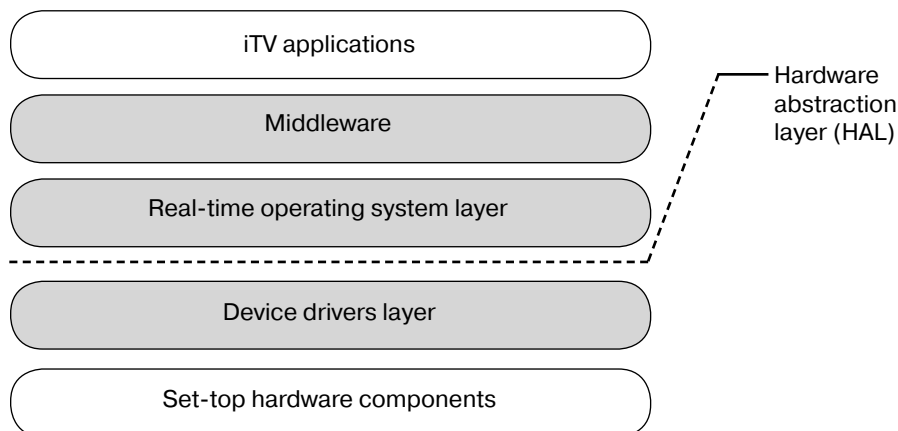 iTV applications
Middleware
Real-time operating system layer
Device drivers layer
Set-top hardware components
Hardware
abstraction
layer (HAL)